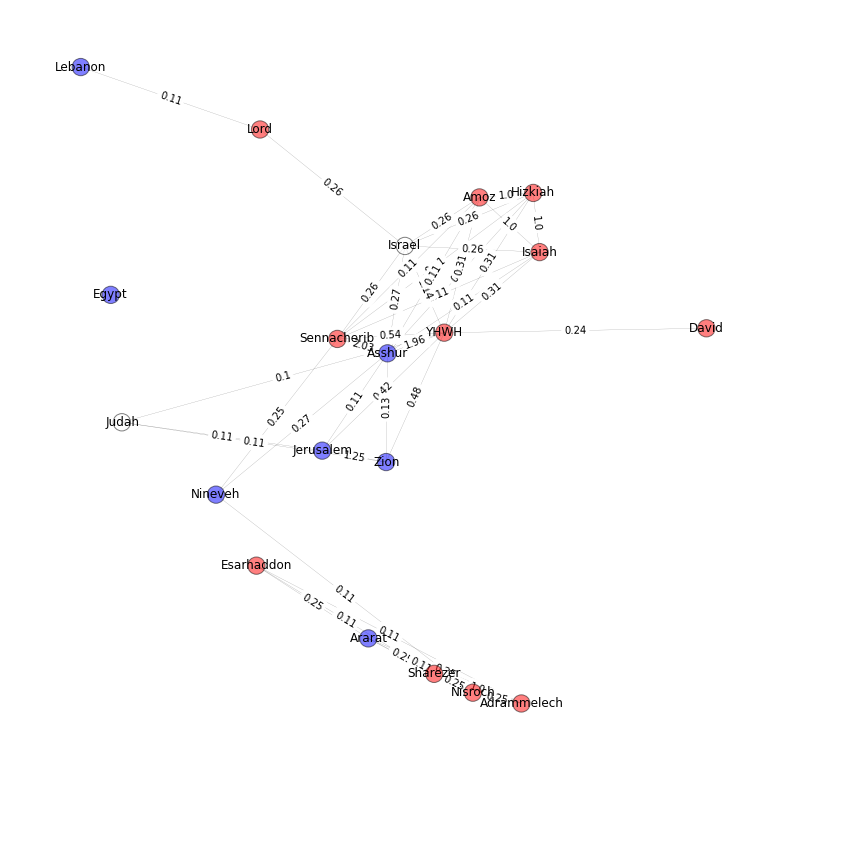 Lebanon
0.11
Lord
0.26
Amoz
1.0
Hizkiah
0.26
0.26
1.0
1.0
Israel
0.26
Isaiah
0.11
0.31
0.31
0.11
0.26
0.27
0.11
0.31
Egypt
11
0.11
Sennacherib
0.54
YHWH
0.24
David
2.03
1.96
Asshur
0.1
0.42
0.48
0.11
0.13
0.25
0.27
Judah
0.11
0.11
Jerusalem
1.25
Zion
Nineveh
Esarhaddon
0.11
0.25
0.11
0.11
Ararat
0.11
Sharezer
0.25
Nisroch
0.25
Adrammelech